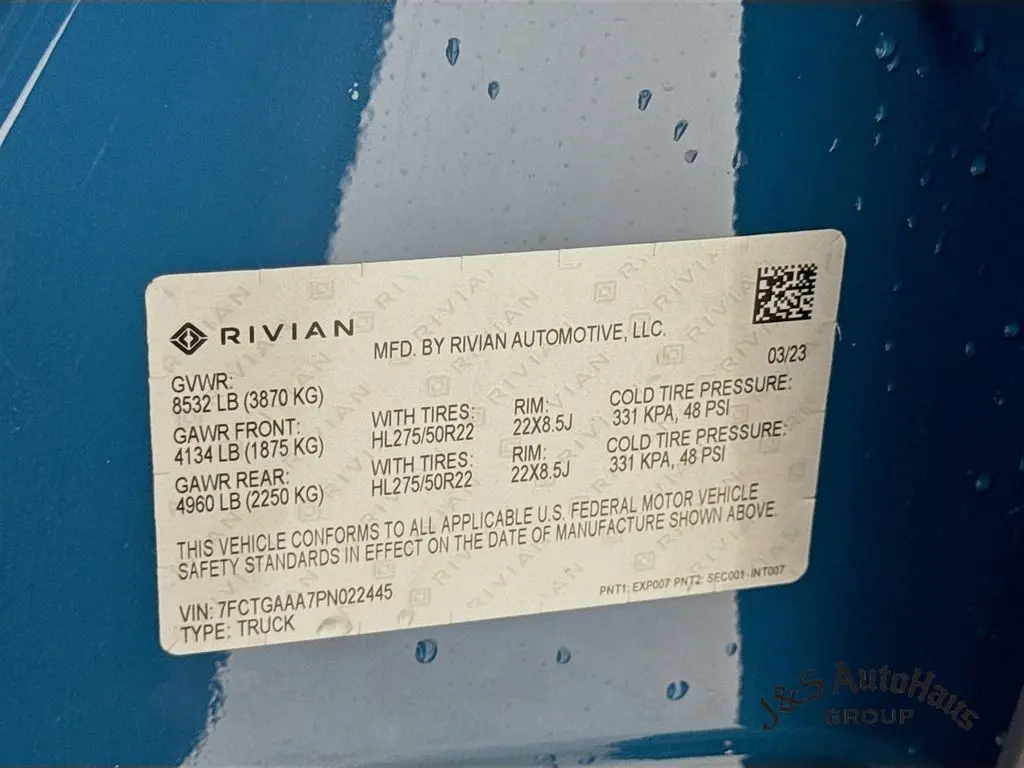 RIVIAN
MFD. BY RIVIAN AUTOMOTIVE, LLC.
03/23
GVWR:
8532 LB (3870 KG)
GAWR FRONT:
4134 LB (1875 KG)
WITH TIRES:
HL275/50R22
RIM:
22X8.5J
COLD TIRE PRESSURE:
331 KPA, 48 PSI
GAWR REAR:
4960 LB (2250 KG)
WITH TIRES:
HL275/50R22
RIM:
22X8.5J
COLD TIRE PRESSURE:
331 KPA, 48 PSI
THIS VEHICLE CONFORMS TO ALL APPLICABLE U.S. FEDERAL MOTOR VEHICLE
SAFETY STANDARDS IN EFFECT ON THE DATE OF MANUFACTURE SHOWN ABOVE.
VIN: 7FCTGAAA7PN022445
TYPE: TRUCK
PNT1: EXP007 PNT2: SEC001 INT007
J&S AutoHaus
GROUP